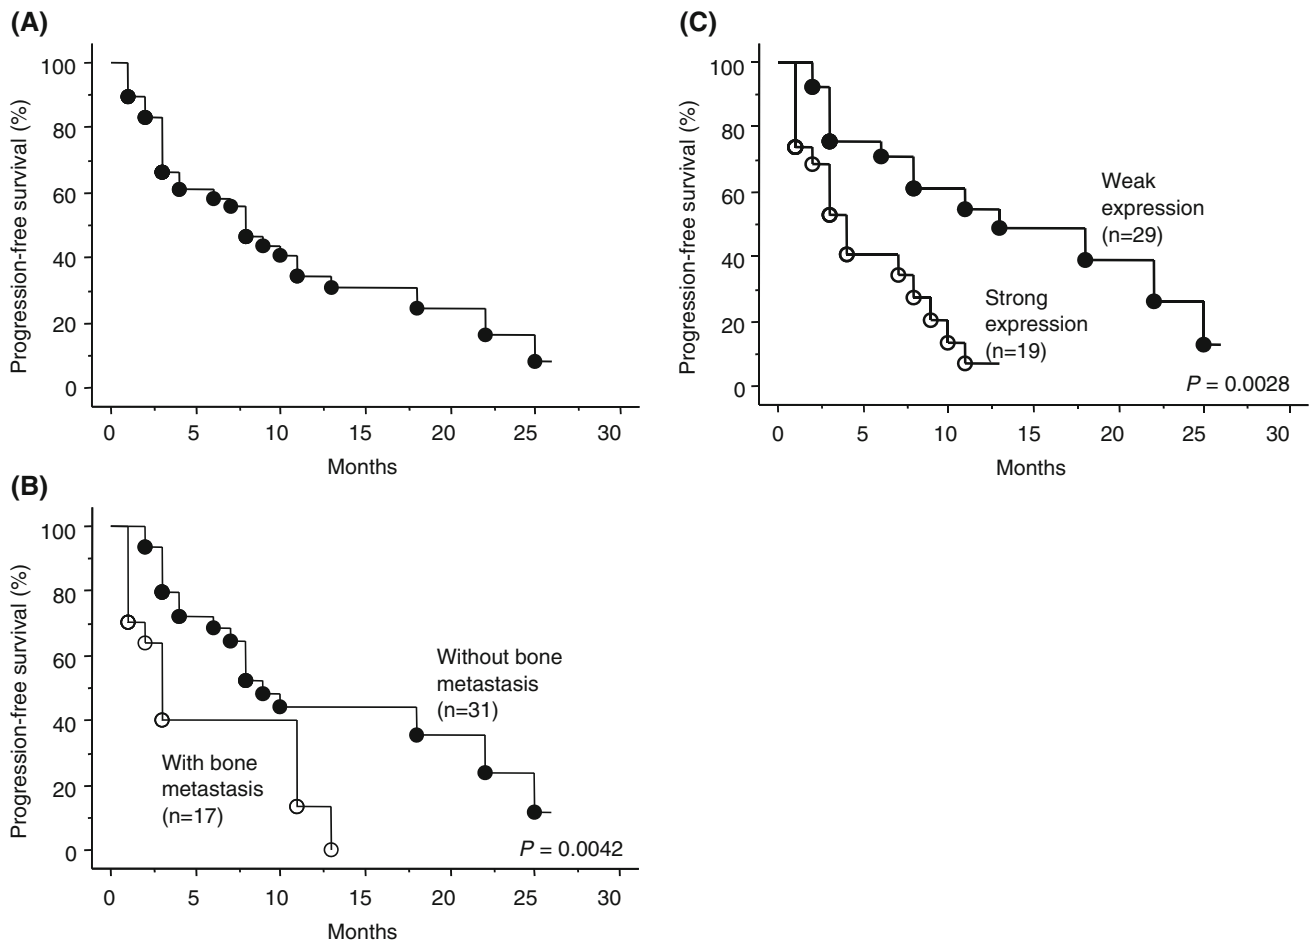 (A)
Progression-free survival (%)
100
80
60
40
20
0
0 5 10 15 20 25 30
Months
(B)
Progression-free survival (%)
100
80
60
40
20
0
Without bone
metastasis
(n=31)
With bone
metastasis
(n=17)
P = 0.0042
0 5 10 15 20 25 30
Months
(C)
Progression-free survival (%)
100
80
60
40
20
0
Weak
expression
(n=29)
Strong
expression
(n=19)
P = 0.0028
0 5 10 15 20 25 30
Months